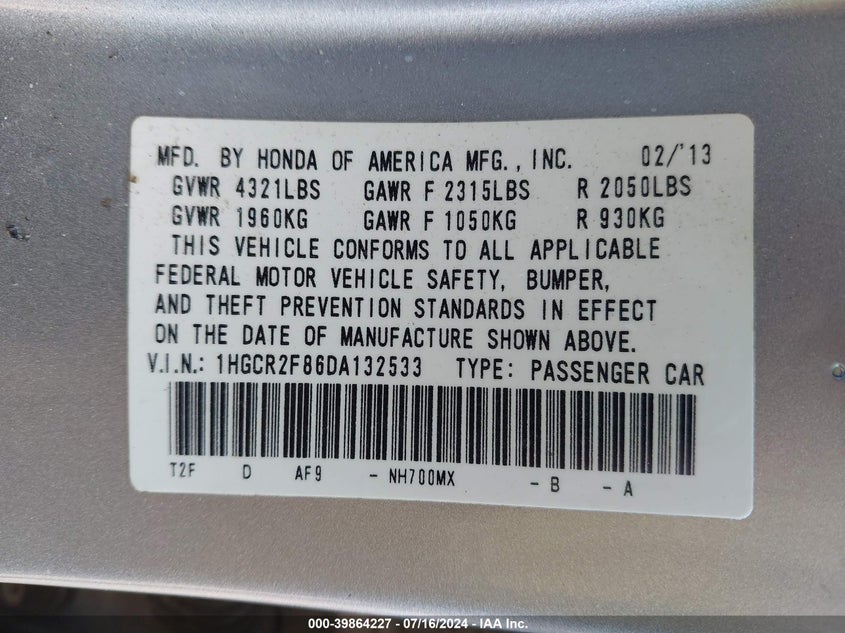 MFD. BY HONDA OF AMERICA MFG., INC. 02/'13
GVWR 4321LBS GAWR F 2315LBS R 2050LBS
GVWR 1960KG GAWR F 1050KG R 930KG
THIS VEHICLE CONFORMS TO ALL APPLICABLE
FEDERAL MOTOR VEHICLE SAFETY, BUMPER,
AND THEFT PREVENTION STANDARDS IN EFFECT
ON THE DATE OF MANUFACTURE SHOWN ABOVE.
V.I.N.: 1HGCR2F86DA132533 TYPE: PASSENGER CAR
T2F D AF9 - NH700MX - B - A
000-39864227 - 07/16/2024 - IAAI.com